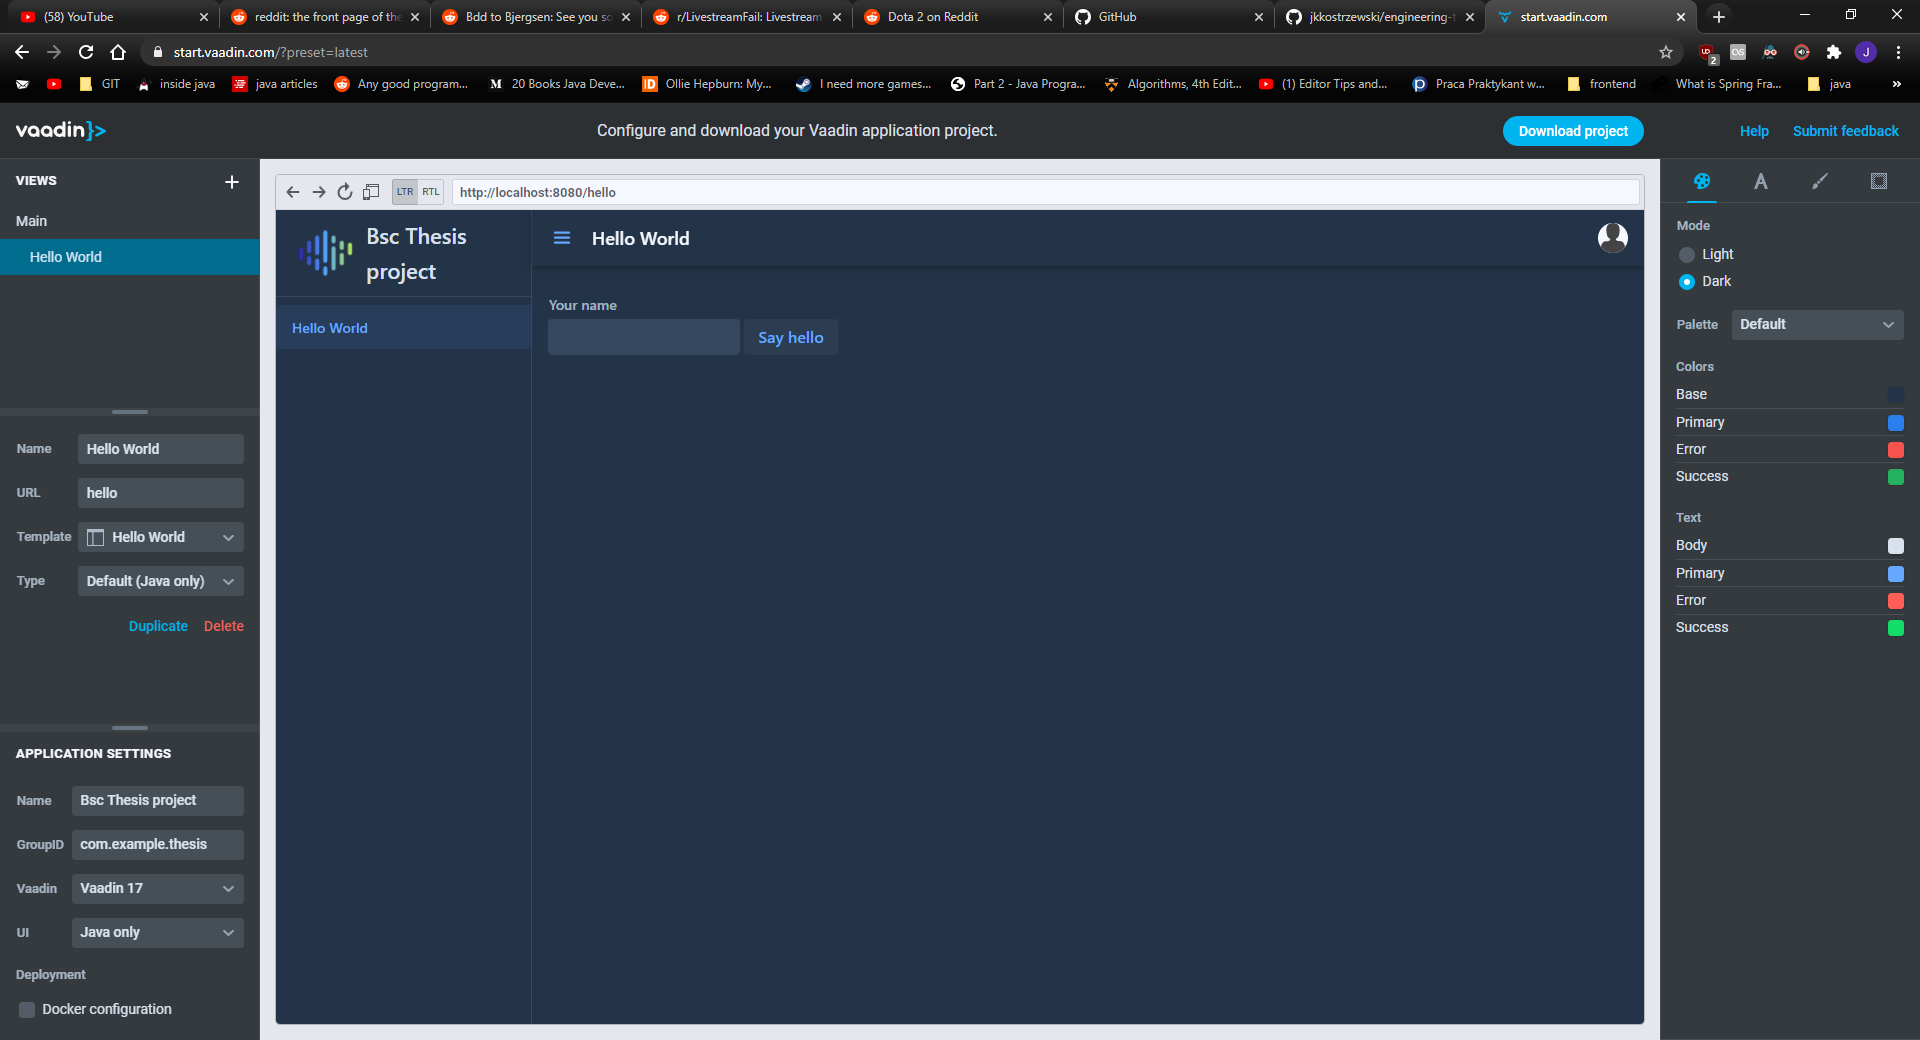 (58) YouTube
reddit: the front page of the
Bdd to Bjergsen: See you so
r/LivestreamFail: Livestream
Dota 2 on Reddit
GitHub
jkkostrzewski/engineering-t
start.vaadin.com
start.vaadin.com/?preset=latest
2
J
GIT
inside java
java articles
Any good program...
M 20 Books Java Deve...
ID Ollie Hepburn: My...
I need more games...
Part 2 - Java Progra...
Algorithms, 4th Edit...
(1) Editor Tips and...
Praca Praktykant w...
frontend
What is Spring Fra...
java
»
vaadin}>
Configure and download your Vaadin application project.
Download project
Help
Submit feedback
VIEWS
Main
Hello World
Name Hello World
URL hello
Template Hello World
Type Default (Java only)
Duplicate Delete
APPLICATION SETTINGS
Name Bsc Thesis project
GroupID com.example.thesis
Vaadin Vaadin 17
UI Java only
Deployment
Docker configuration
LTR RTL
http://localhost:8080/hello
Bsc Thesis
project
Hello World
Hello World
Your name
Say hello
A
Mode
Light
Dark
Palette Default
Colors
Base
Primary
Error
Success
Text
Body
Primary
Error
Success